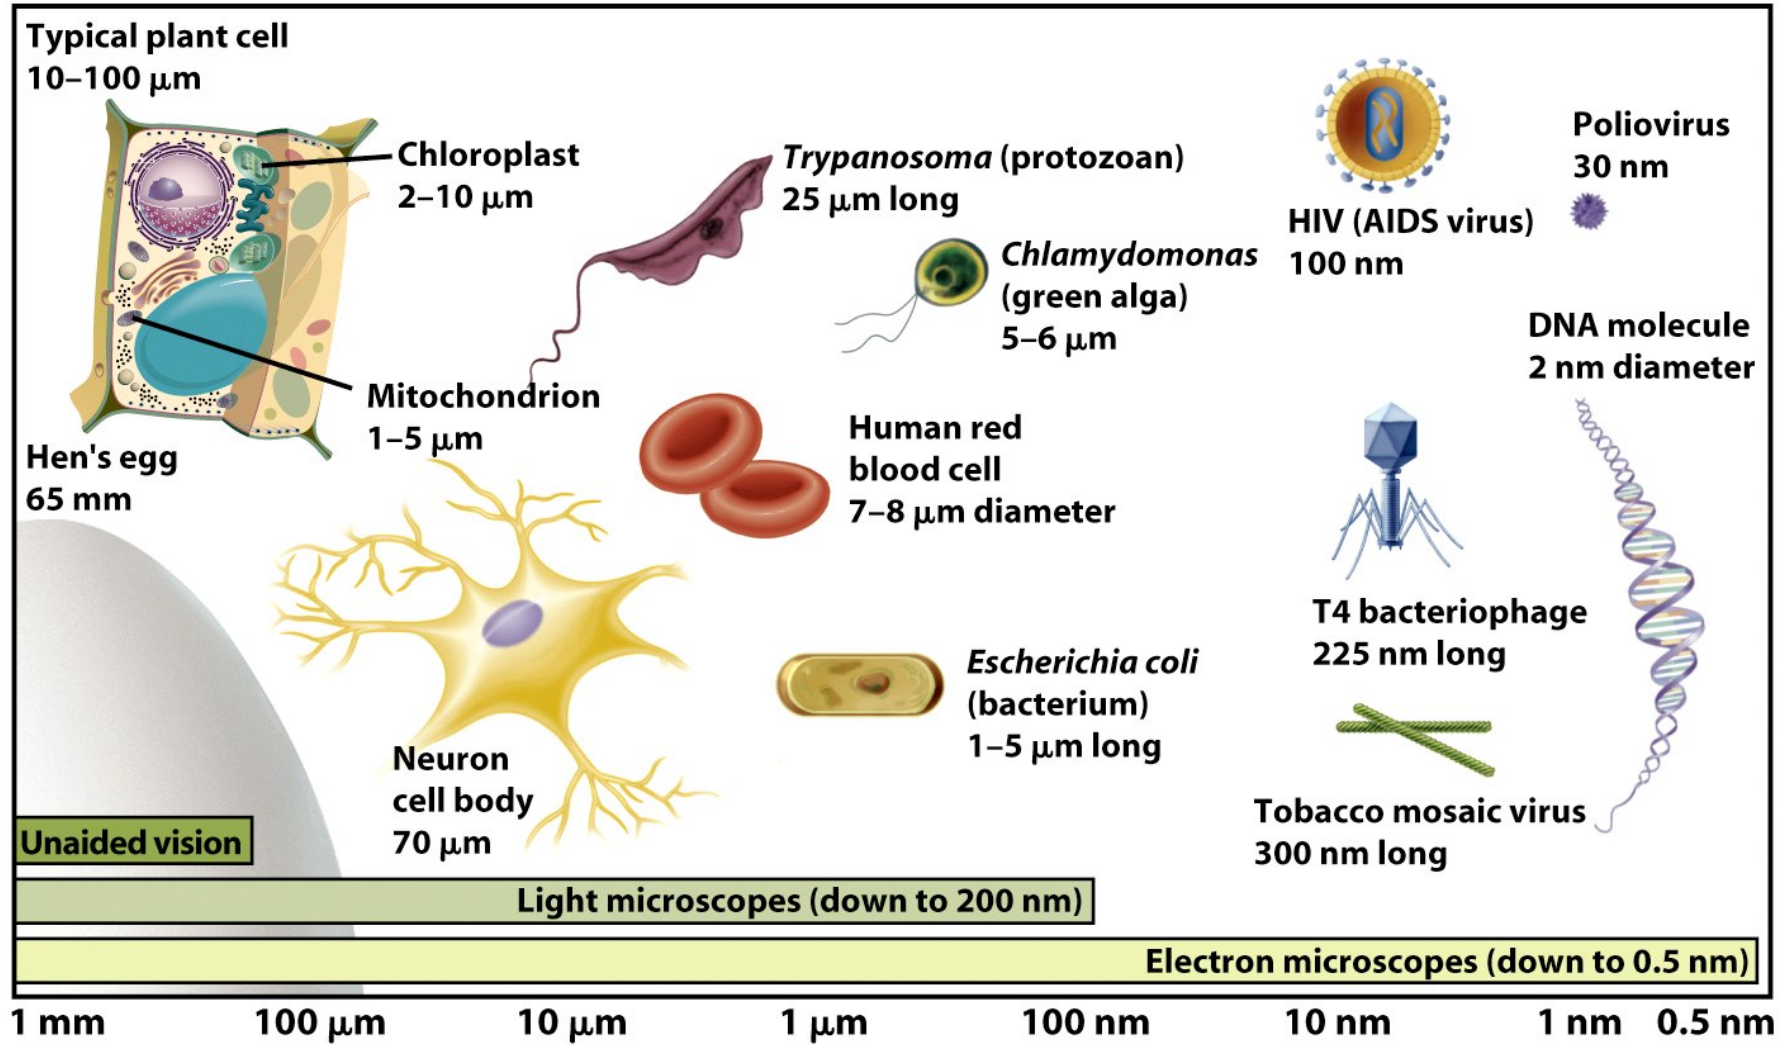 Typical plant cell
10–100 μm
Chloroplast
2–10 μm
Mitochondrion
1–5 μm
Hen's egg
65 mm
Trypanosoma (protozoan)
25 μm long
Chlamydomonas
(green alga)
5–6 μm
Human red
blood cell
7–8 μm diameter
Neuron
cell body
70 μm
Escherichia coli
(bacterium)
1–5 μm long
HIV (AIDS virus)
100 nm
Poliovirus
30 nm
DNA molecule
2 nm diameter
T4 bacteriophage
225 nm long
Tobacco mosaic virus
300 nm long
Unaided vision
Light microscopes (down to 200 nm)
Electron microscopes (down to 0.5 nm)
1 mm 100 μm 10 μm 1 μm 100 nm 10 nm 1 nm 0.5 nm